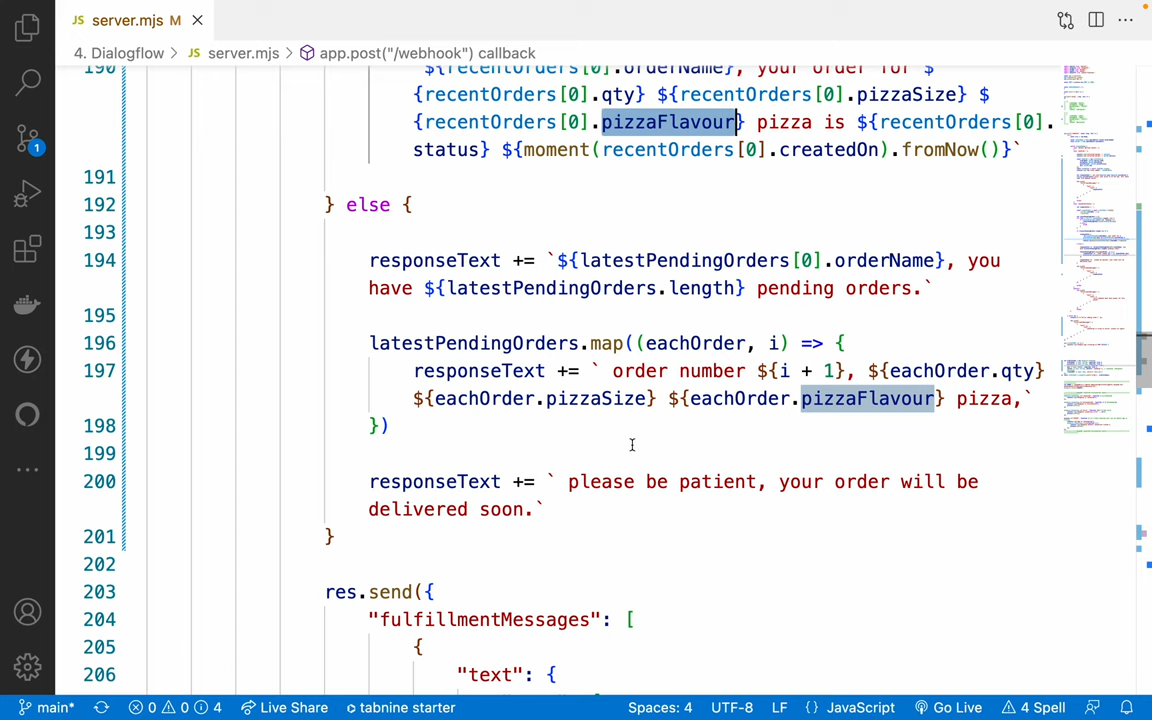 JS server.mjs M
4. Dialogflow > JS server.mjs > app.post("/webhook") callback
190 ${recentOrders[0].orderName}, your order for $
{recentOrders[0].qty} ${recentOrders[0].pizzaSize} $
{recentOrders[0].pizzaFlavour} pizza is ${recentOrders[0].
status} ${moment(recentOrders[0].createdOn).fromNow()}`
191
192 } else {
193
194 responseText += `${latestPendingOrders[0].orderName}, you
have ${latestPendingOrders.length} pending orders.`
195
196 latestPendingOrders.map((eachOrder, i) => {
197 responseText += ` order number ${i + 1}, ${eachOrder.qty}
${eachOrder.pizzaSize} ${eachOrder.pizzaFlavour} pizza,`
198 })
199
200 responseText += ` please be patient, your order will be
delivered soon.`
201 }
202
203 res.send({
204 "fulfillmentMessages": [
205 {
206 "text": {
1
main* 0 0 4 Live Share tabnine starter Spaces: 4 UTF-8 LF {} JavaScript Go Live 4 Spell